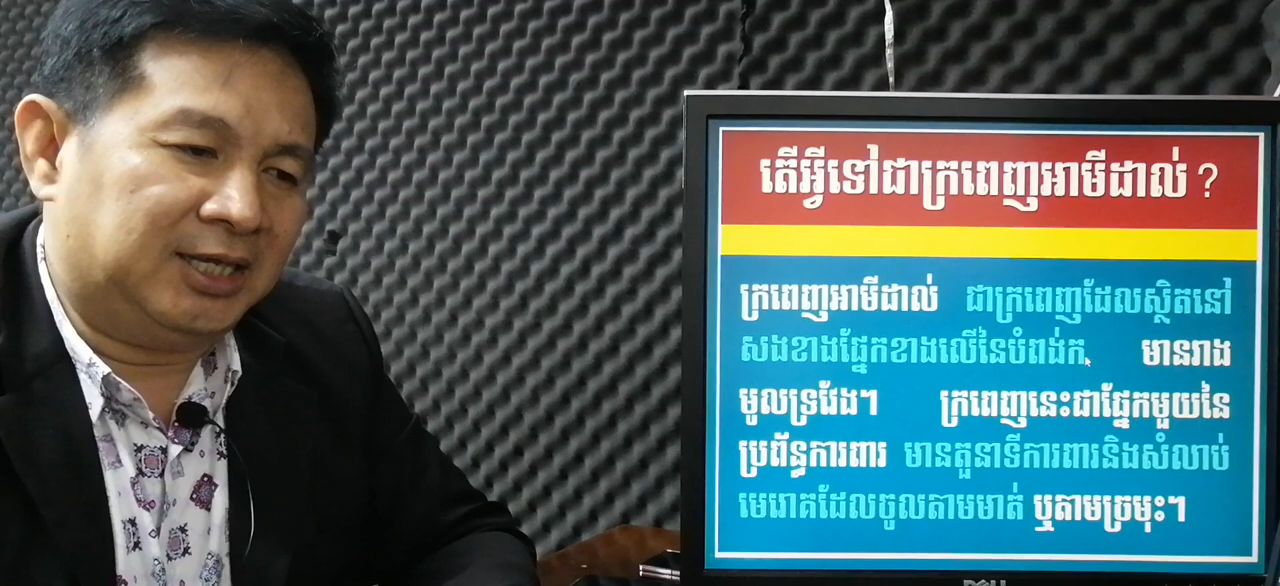 តើអ្វីទៅជាក្រពេញអាមីដាល់ ?
ក្រពេញអាមីដាល់ ជាក្រពេញដែលស្ថិតនៅ
សងខាងផ្នែកខាងលើនៃបំពង់ក មានរាង
មូលទ្រវែង។ ក្រពេញនេះជាផ្នែកមួយនៃ
ប្រព័ន្ធការពារ មានតួនាទីការពារនិងសំលាប់
មេរោគដែលចូលតាមមាត់ ឬតាមច្រមុះ។